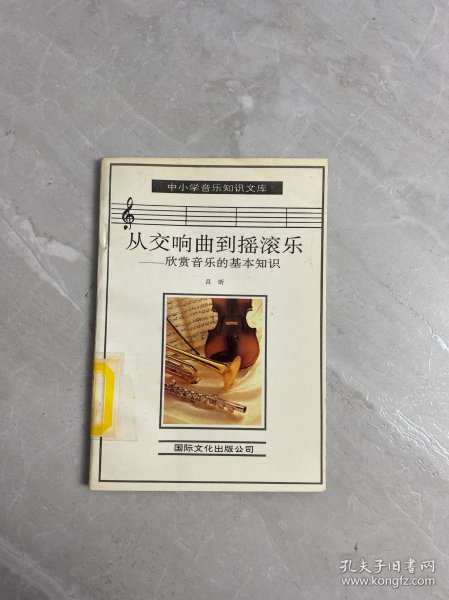 中小学音乐知识文库
从交响曲到摇滚乐
——欣赏音乐的基本知识
昌昕
国际文化出版公司
孔夫子旧书网
www.kongfz.com